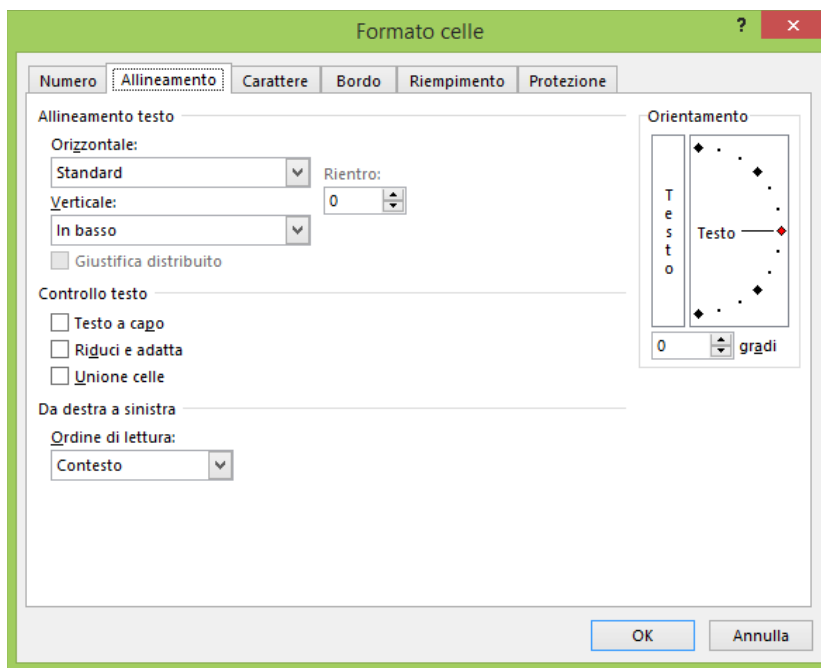 Formato celle
?
Numero Allineamento Carattere Bordo Riempimento Protezione
Allineamento testo
Orizzontale:
Standard
Rientro:
0
Verticale:
In basso
Giustifica distribuito
Controllo testo
Testo a capo
Riduci e adatta
Unione celle
Da destra a sinistra
Ordine di lettura:
Contesto
Orientamento
Testo
Testo
0 gradi
OK Annulla